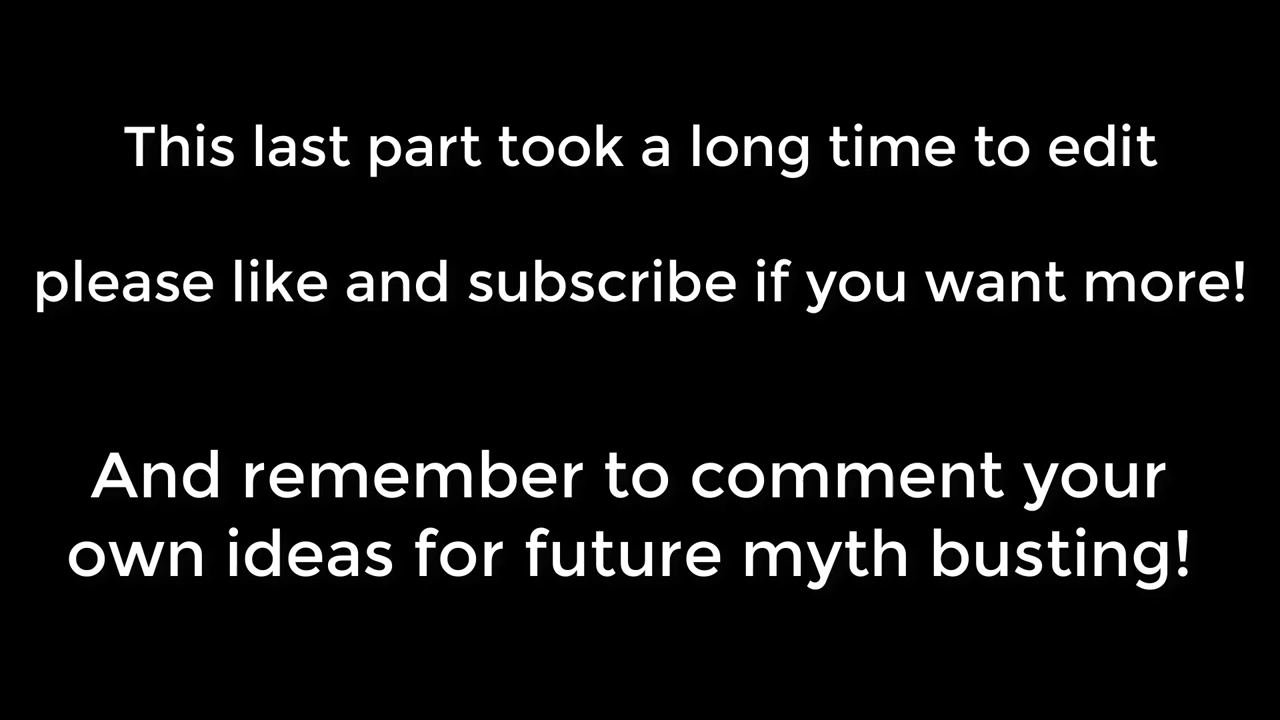 This last part took a long time to edit
please like and subscribe if you want more!
And remember to comment your
own ideas for future myth busting!